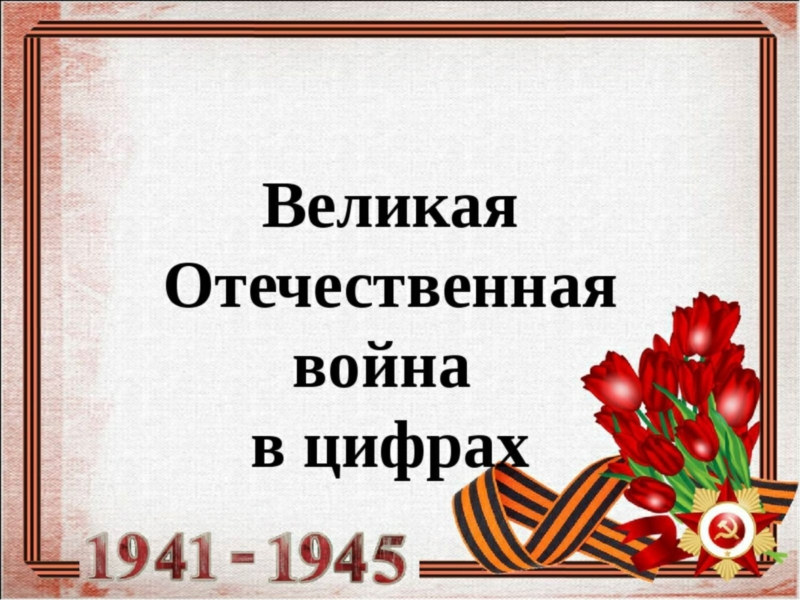 Великая
Отечественная
война
в цифрах
1941 - 1945